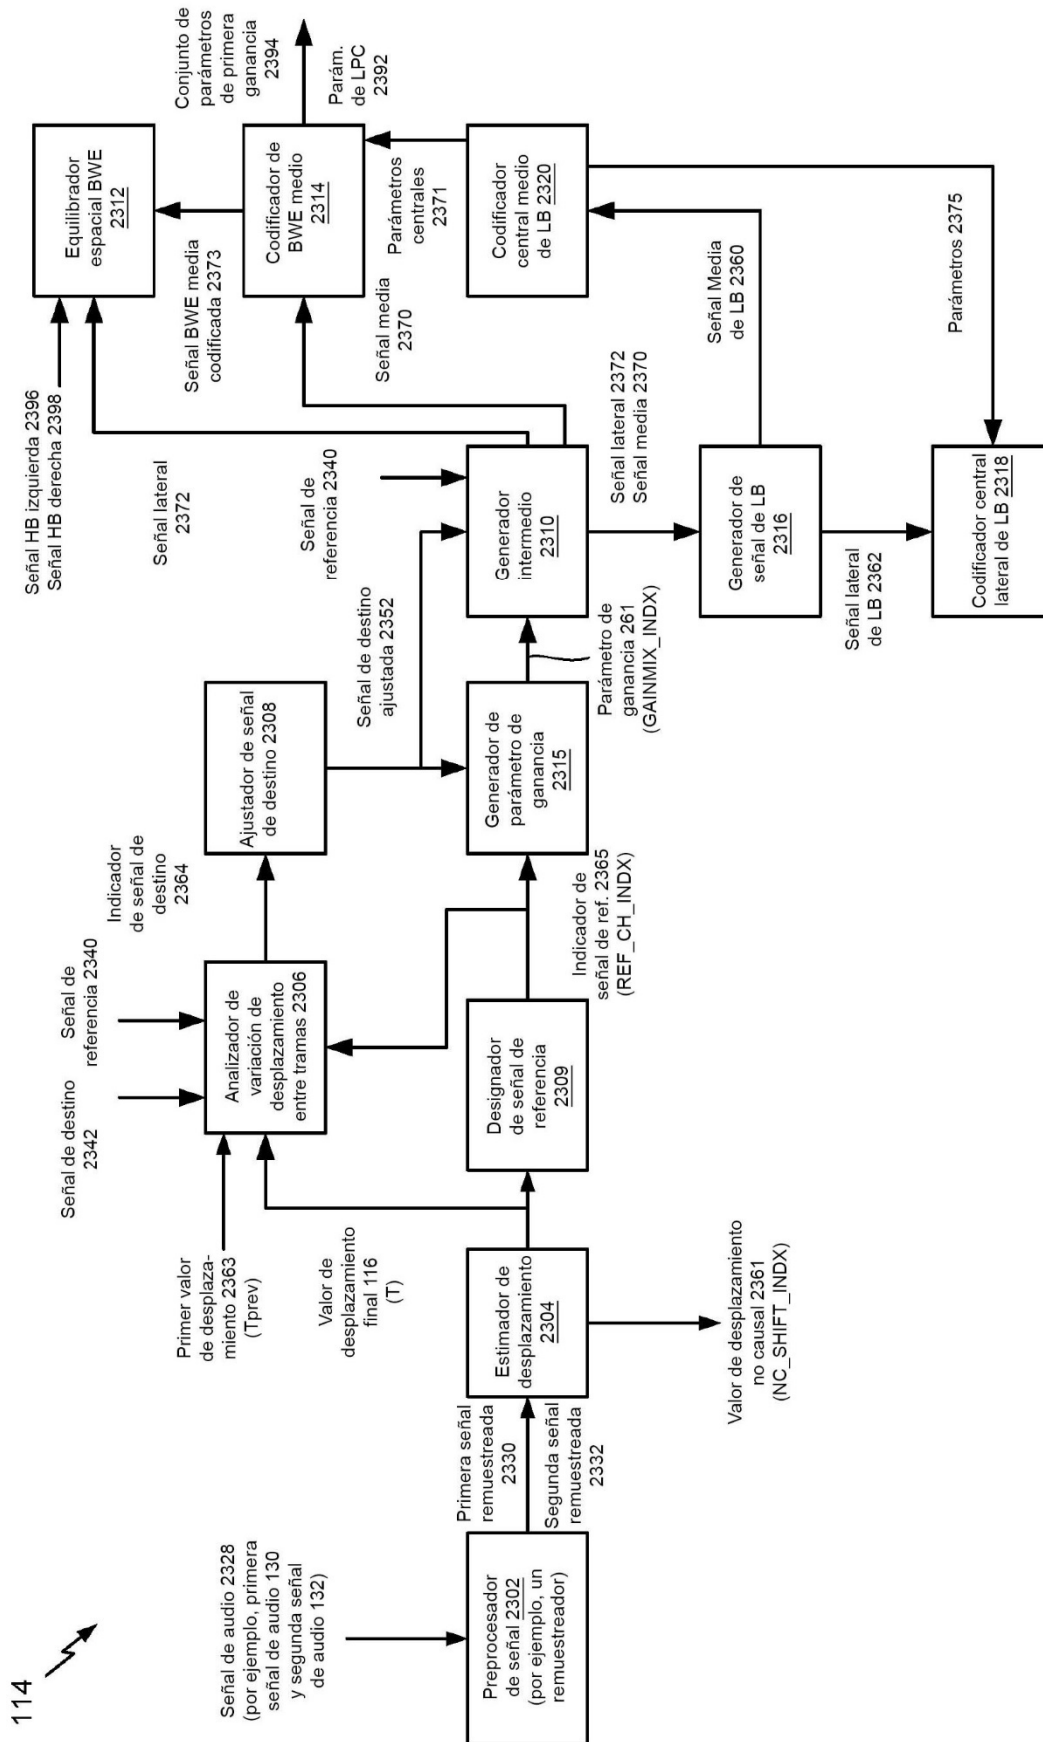 114
Señal de audio 2328
(por ejemplo, primera
señal de audio 130
y segunda señal
de audio 132)
Preprocesador
de señal 2302
(por ejemplo, un
remuestreador)
Primera señal
remuestreada
2330
Segunda señal
remuestreada
2332
Estimador de
desplazamiento
2304
Valor de desplazamiento
no causal 2361
(NC_SHIFT_INDX)
Primer valor
de desplaza-
miento 2363
(Tprev)
Valor de
desplazamiento
final 116
(T)
Señal de destino
2342
Señal de
referencia 2340
Analizador de
variación de
desplazamiento
entre tramas 2306
Designador
de señal de
referencia
2309
Indicador
de señal de
destino
2364
Indicador de
señal de ref. 2365
(REF_CH_INDX)
Ajustador de señal
de destino 2308
Generador de
parámetro de
ganancia
2315
Señal de destino
ajustada 2352
Parámetro de
ganancia 261
(GAINMIX_INDX)
Señal de
referencia 2340
Generador
intermedio
2310
Señal lateral
2372
Señal HB izquierda 2396
Señal HB derecha 2398
Equilibrador
espacial BWE
2312
Señal BWE media
codificada 2373
Codificador de
BWE medio
2314
Conjunto de
parámetros
de primera
ganancia
2394
Parám.
de LPC
2392
Señal media
2370
Parámetros
centrales
2371
Codificador
central medio
de LB 2320
Señal lateral 2372
Señal media 2370
Generador de
señal de LB
2316
Señal Media
de LB 2360
Señal lateral
de LB 2362
Parámetros 2375
Codificador central
lateral de LB 2318